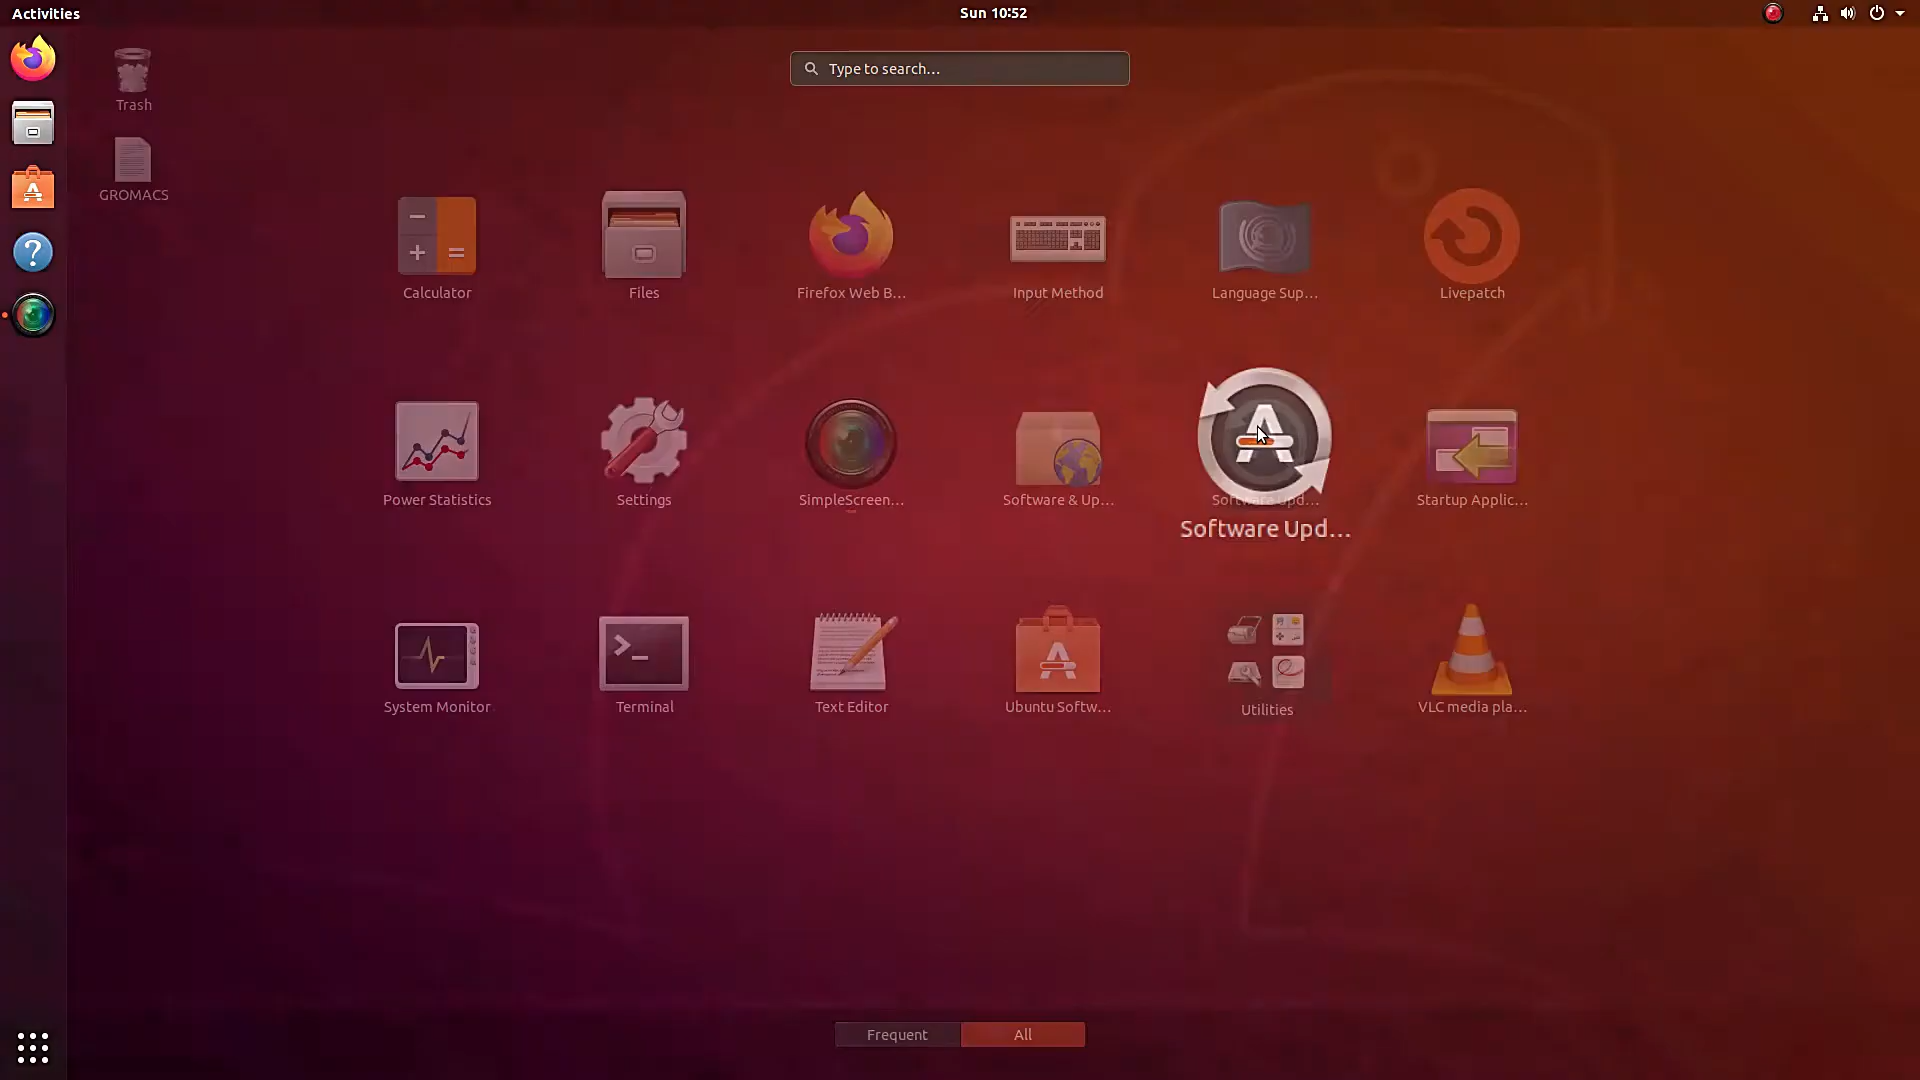 Activities
Sun 10:52
Type to search...
Trash
GROMACS
Calculator
Files
Firefox Web B...
Input Method
Language Sup...
Livepatch
Power Statistics
Settings
SimpleScreen...
Software & Up...
Software Upd...
Software Upd...
Startup Applic...
System Monitor
Terminal
Text Editor
Ubuntu Softw...
Utilities
VLC media pla...
Frequent
All